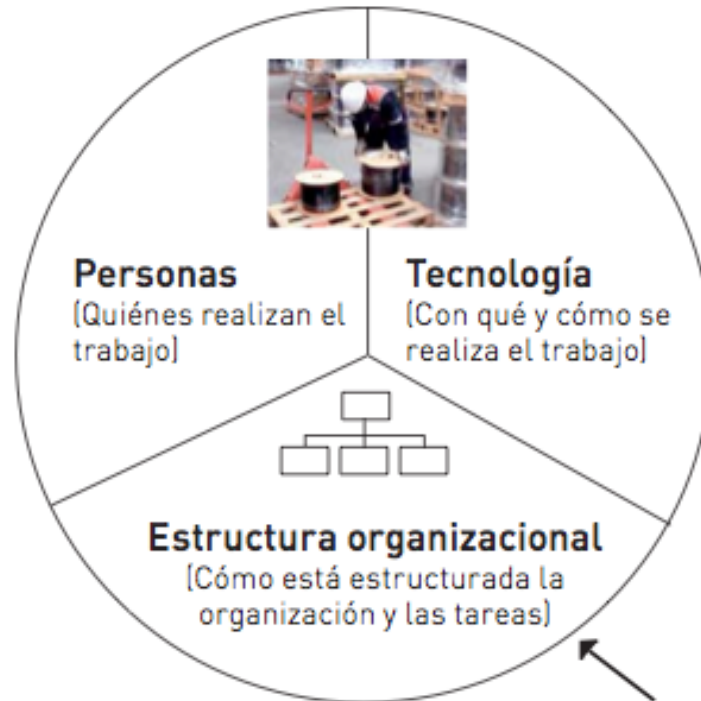 Personas
(Quiénes realizan el
trabajo)
Tecnología
(Con qué y cómo se
realiza el trabajo)
Estructura organizacional
(Cómo está estructurada la
organización y las tareas)